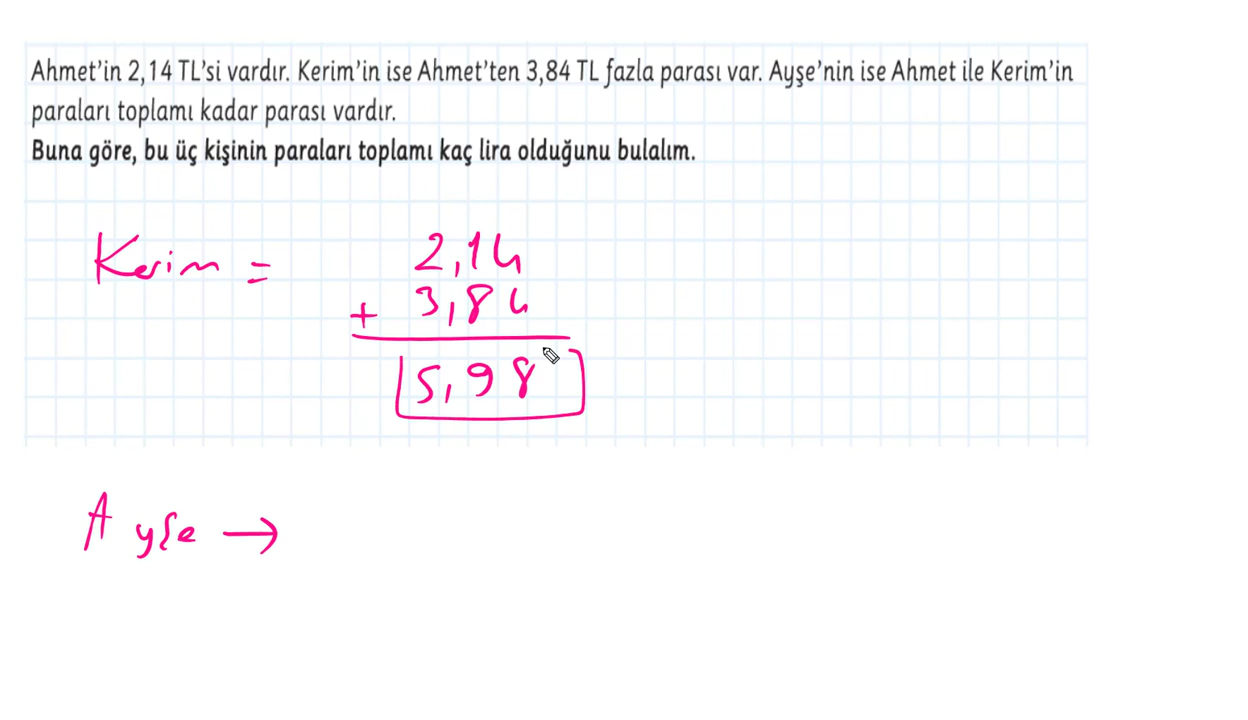 Ahmet'in 2,14 TL'si vardır. Kerim'in ise Ahmet'ten 3,84 TL fazla parası var. Ayşe'nin ise Ahmet ile Kerim'in
paraları toplamı kadar parası vardır.
Buna göre, bu üç kişinin paraları toplamı kaç lira olduğunu bulalım.
Kerim = 2,14
+ 3,84
5,98
Ayşe →